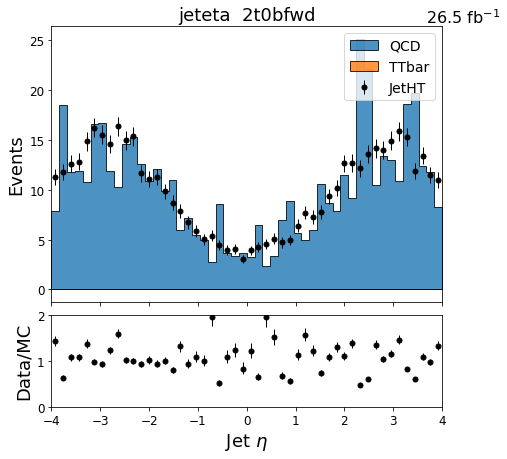 jeteta 2t0bfwd
26.5 fb⁻¹
QCD
TTbar
JetHT
Events
25
20
15
10
5
0
Data/MC
2
1
0
−4 −3 −2 −1 0 1 2 3 4
Jet η